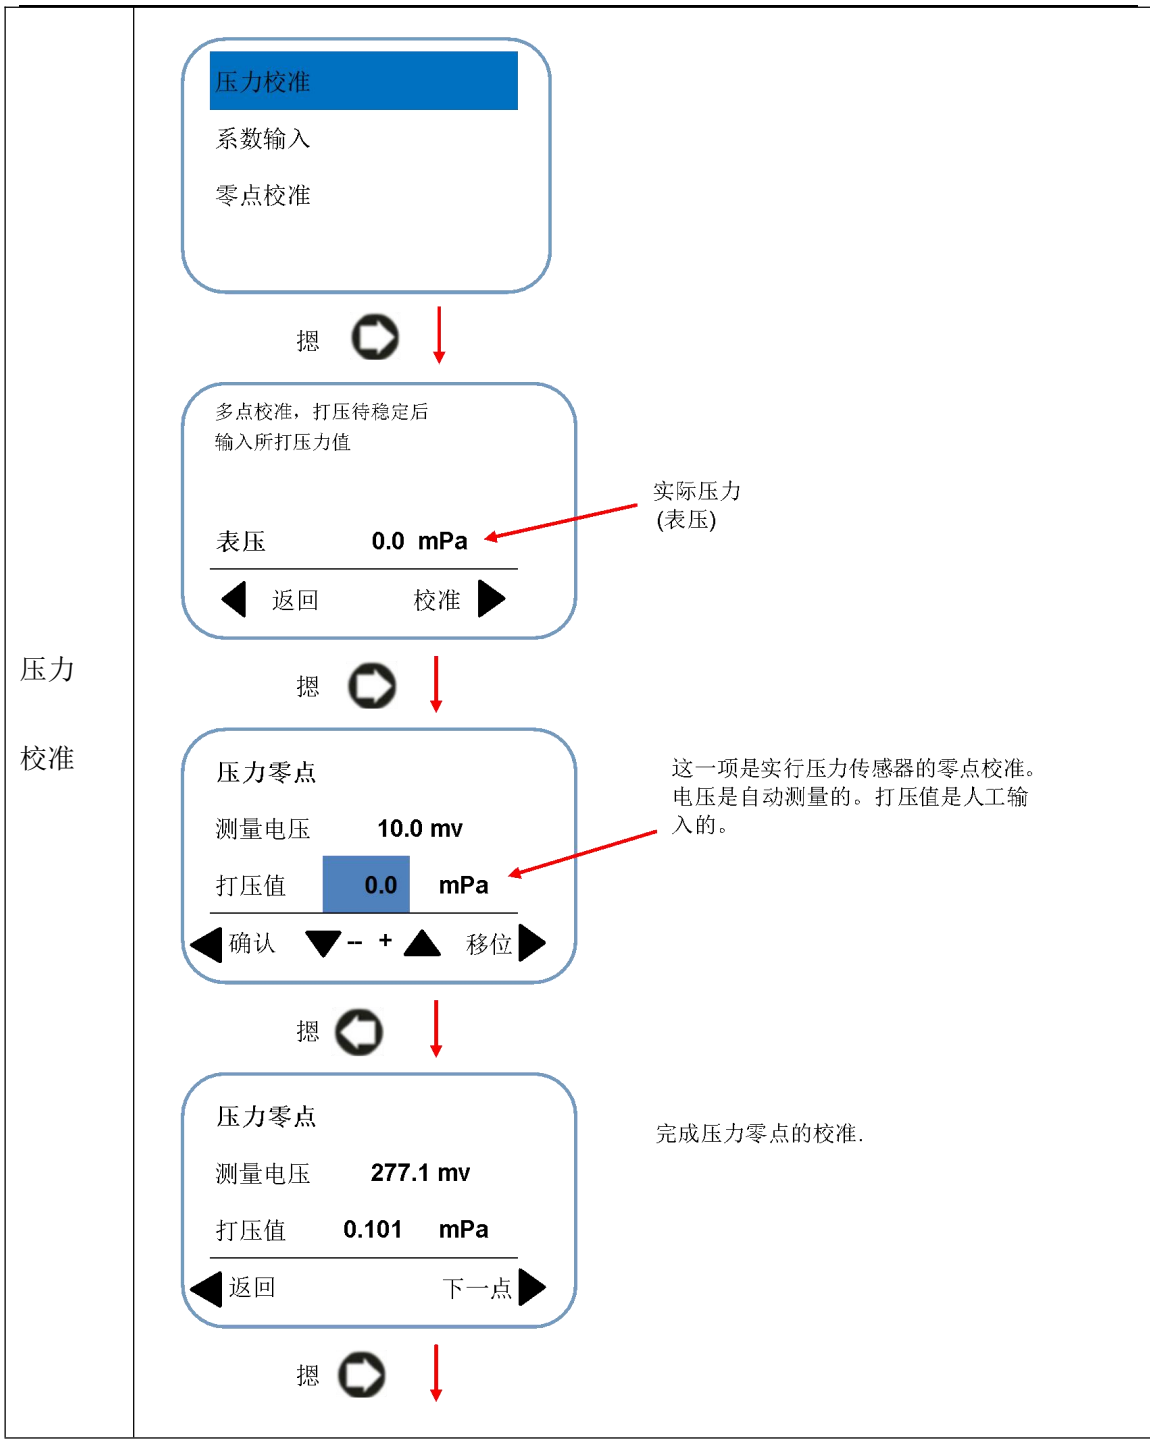 压力校准
系数输入
零点校准
摁
多点校准，打压待稳定后
输入所打压力值
实际压力
(表压)
表压 0.0 mPa
返回 校准
压力
校准
摁
压力零点
测量电压 10.0 mv
打压值 0.0 mPa
确认 -- + 移位
这一项是实行压力传感器的零点校准。
电压是自动测量的。打压值是人工输
入的。
摁
压力零点
测量电压 277.1 mv
打压值 0.101 mPa
返回 下一点
完成压力零点的校准.
摁